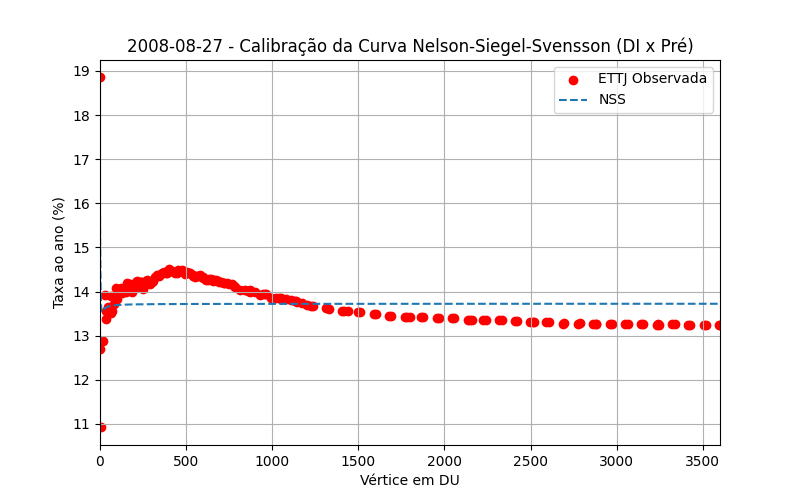 2008-08-27 - Calibração da Curva Nelson-Siegel-Svensson (DI x Pré)
ETTJ Observada
NSS
Taxa ao ano (%)
19
18
17
16
15
14
13
12
11
0 500 1000 1500 2000 2500 3000 3500
Vértice em DU